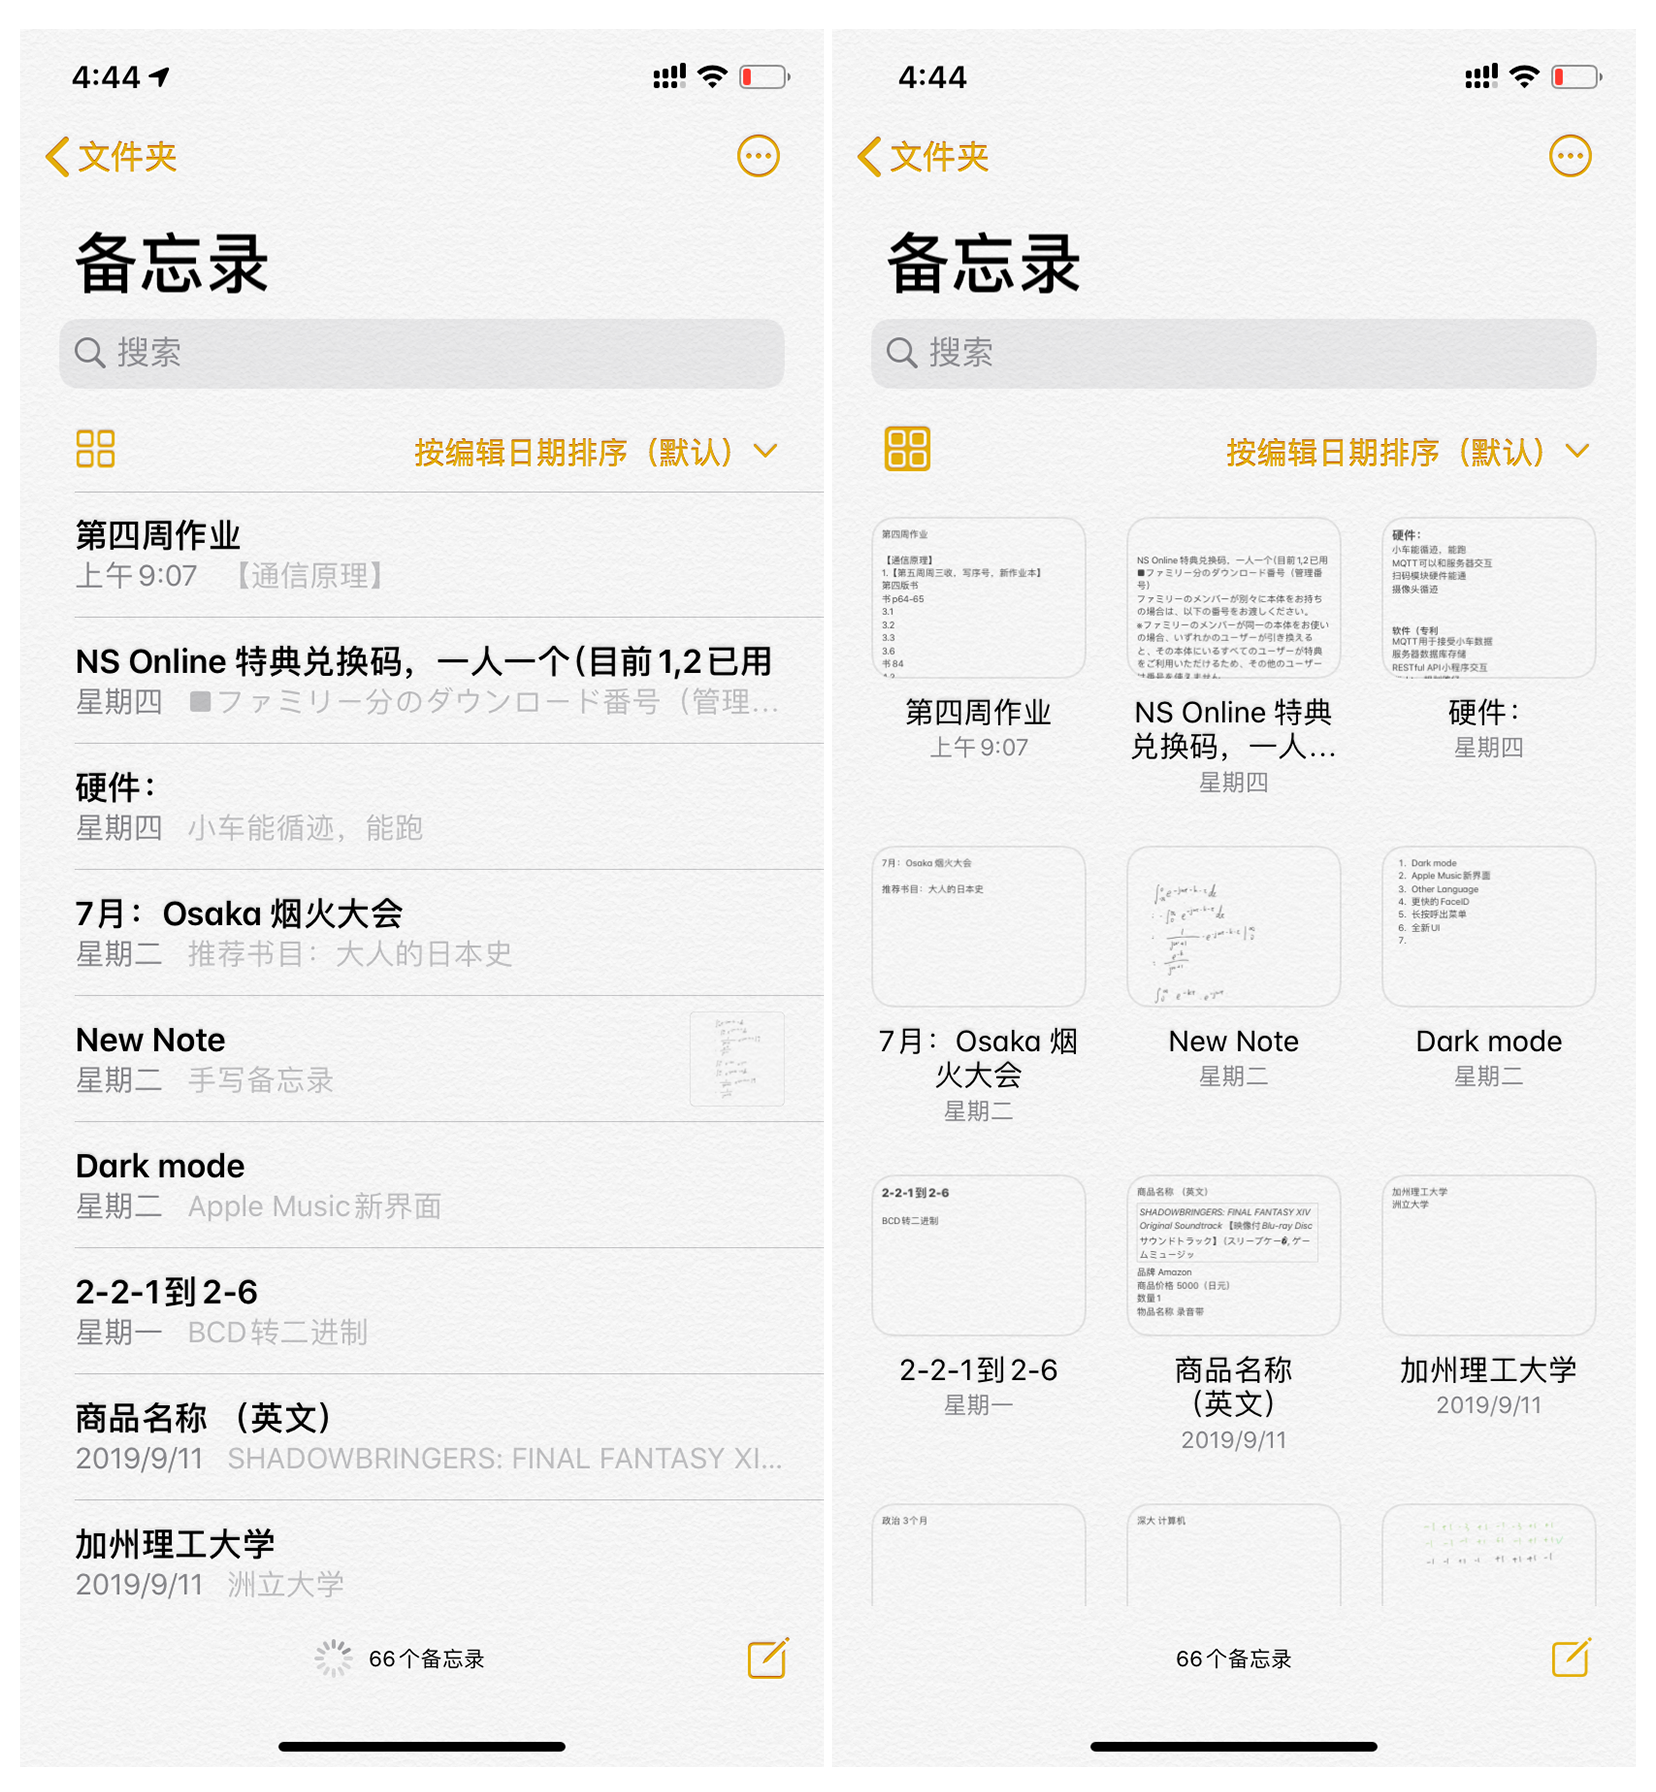 4:44
文件夹
备忘录
搜索
按编辑日期排序（默认）
第四周作业
上午 9:07 【通信原理】
NS Online 特典兑换码，一人一个(目前1,2已用
星期四 ■ファミリー分のダウンロード番号（管理...
硬件：
星期四 小车能循迹，能跑
7月：Osaka 烟火大会
星期二 推荐书目：大人的日本史
New Note
星期二 手写备忘录
Dark mode
星期二 Apple Music新界面
2-2-1到2-6
星期一 BCD转二进制
商品名称 （英文）
2019/9/11 SHADOWBRINGERS: FINAL FANTASY XI...
加州理工大学
2019/9/11 洲立大学
66个备忘录
4:44
文件夹
备忘录
搜索
按编辑日期排序（默认）
第四周作业
【通信原理】
1.【第五周周三收，写序号，新作业本】
第四版书
书p64-65
3.1
3.2
3.3
3.6
书84
第四周作业
上午 9:07
NS Online 特典兑换码，一人一个(目前1,2已用
■ファミリー分のダウンロード番号（管理番
号）
ファミリーのメンバーが別々に本体をお持ち
の場合は、以下の番号をお渡しください。
※ファミリーのメンバーが同一の本体をお使い
の場合、いずれかのユーザーが引き換える
と、その本体にいるすべてのユーザーが特典
をご利用いただけるため、その他のユーザー
は番号を使えません
NS Online 特典
兑换码，一人...
星期四
硬件：
小车能循迹，能跑
MQTT可以和服务器交互
扫码模块硬件能通
摄像头循迹
软件（专利
MQTT用于接受小车数据
服务器数据库存储
RESTful API小程序交互
硬件：
星期四
7月：Osaka 烟火大会
推荐书目：大人的日本史
7月：Osaka 烟
火大会
星期二
New Note
星期二
1. Dark mode
2. Apple Music新界面
3. Other Language
4. 更快的FaceID
5. 长按呼出菜单
6. 全新UI
7.
Dark mode
星期二
2-2-1到2-6
BCD转二进制
2-2-1到2-6
星期一
商品名称 （英文）
SHADOWBRINGERS: FINAL FANTASY XIV
Original Soundtrack 【映像付Blu-ray Disc
サウンドトラック】（スリーブケー�, ゲー
ムミュージッ
品牌 Amazon
商品价格 5000（日元）
数量1
物品名称 录音带
商品名称
（英文）
2019/9/11
加州理工大学
洲立大学
加州理工大学
2019/9/11
政治 3个月
深大 计算机
66个备忘录